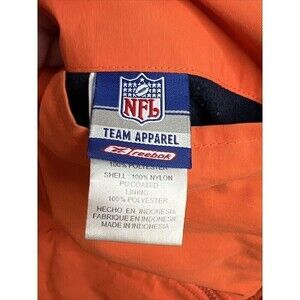 NFL
TEAM APPAREL
Reebok
100% POLYESTER
SHELL : 100% NYLON
PU COATED
LINING :
100% POLYESTER
HECHO EN INDONESIA
FABRIQUE EN INDONESIA
MADE IN INDONESIA